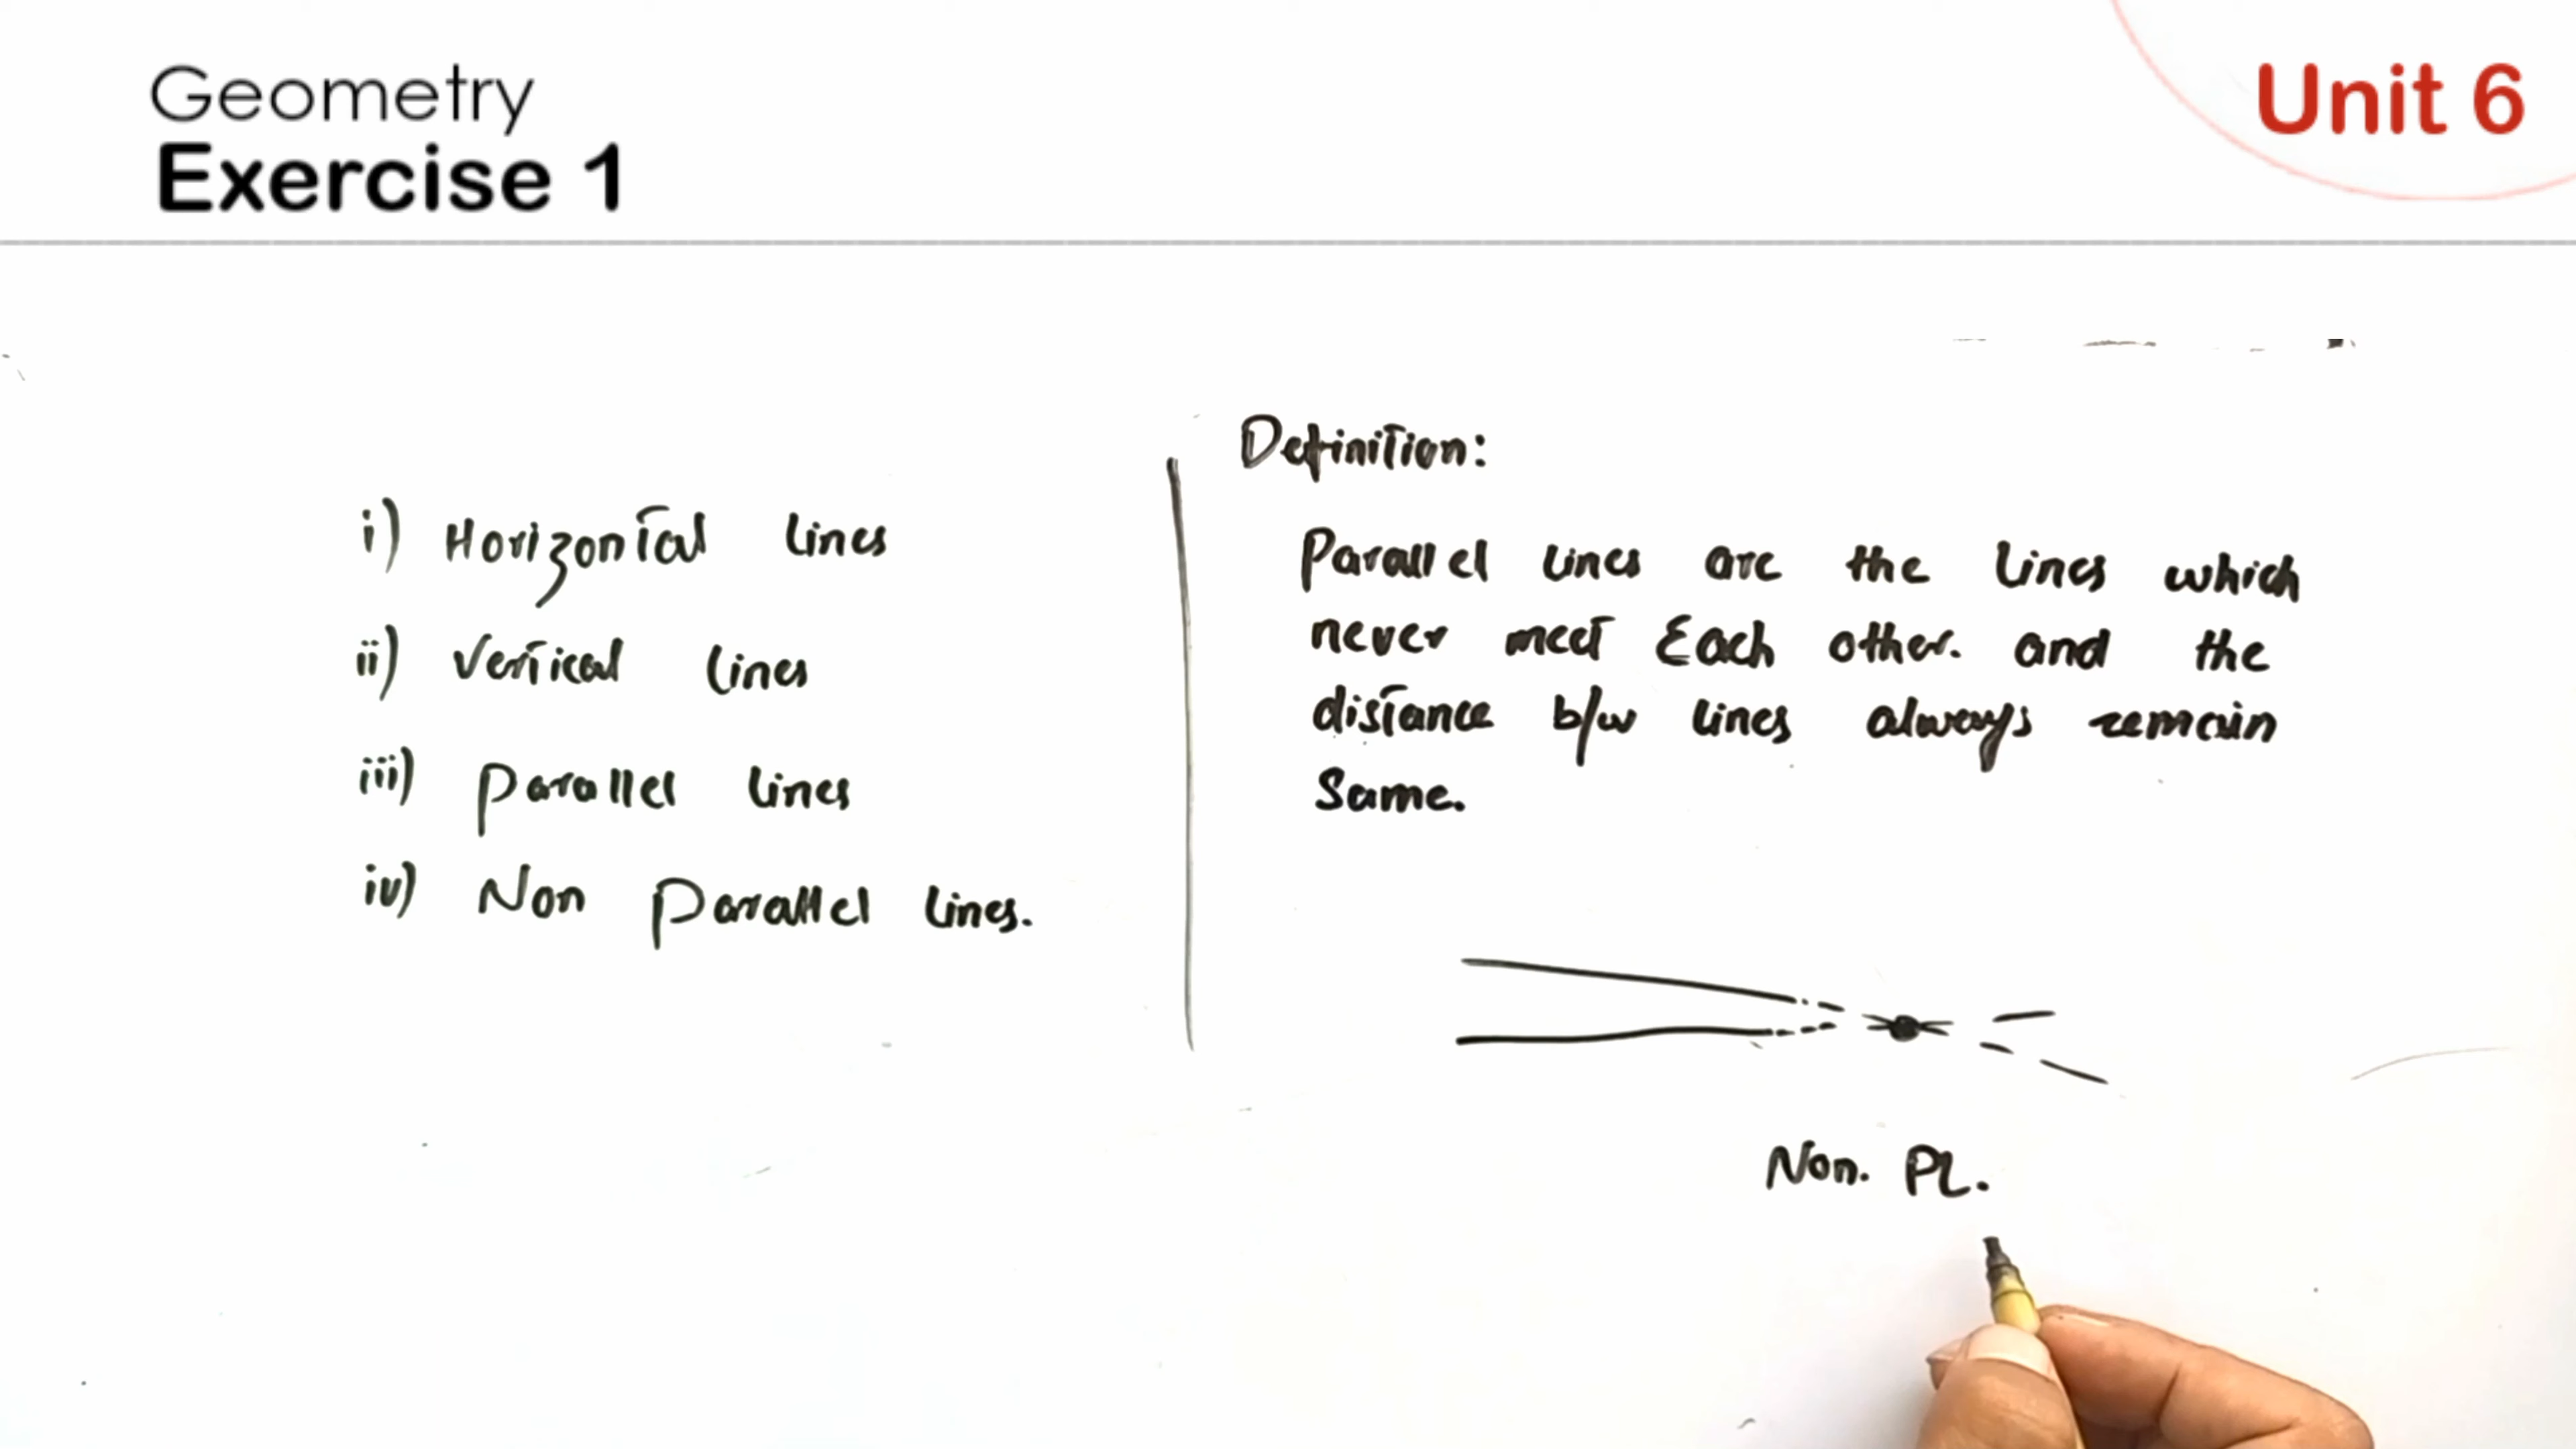 Geometry
Exercise 1
Unit 6
i) Horizontal lines
ii) Vertical lines
iii) Parallel lines
iv) Non Parallel lines.
Definition:
Parallel lines are the lines which
never meet Each other. and the
distance b/w lines always remain
Same.
Non. PL.